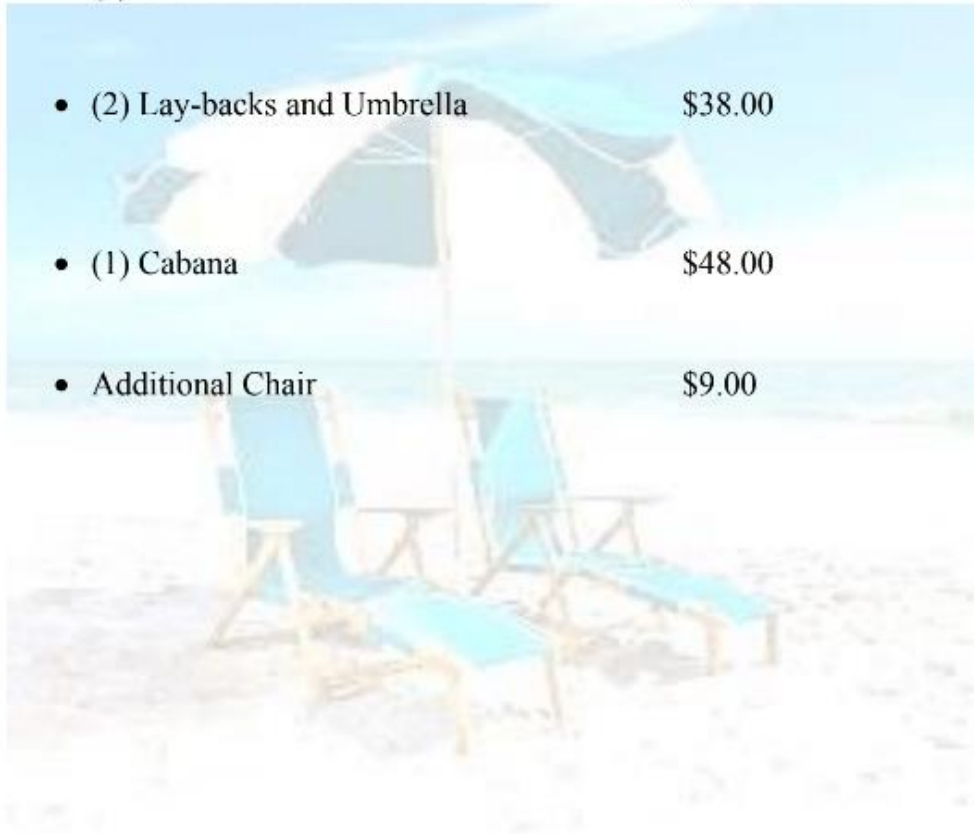 • (2) Lay-backs and Umbrella $38.00
• (1) Cabana $48.00
• Additional Chair $9.00